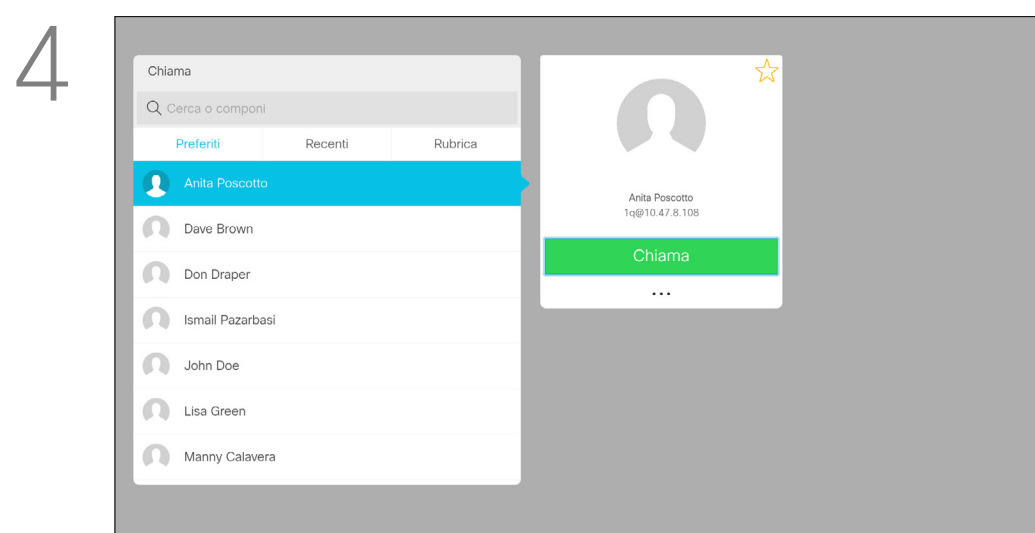 4
Chiama
Cerca o componi
Preferiti Recenti Rubrica
Anita Poscotto
Dave Brown
Don Draper
Ismail Pazarbasi
John Doe
Lisa Green
Manny Calavera
Anita Poscotto
1q@10.47.8.108
Chiama
...